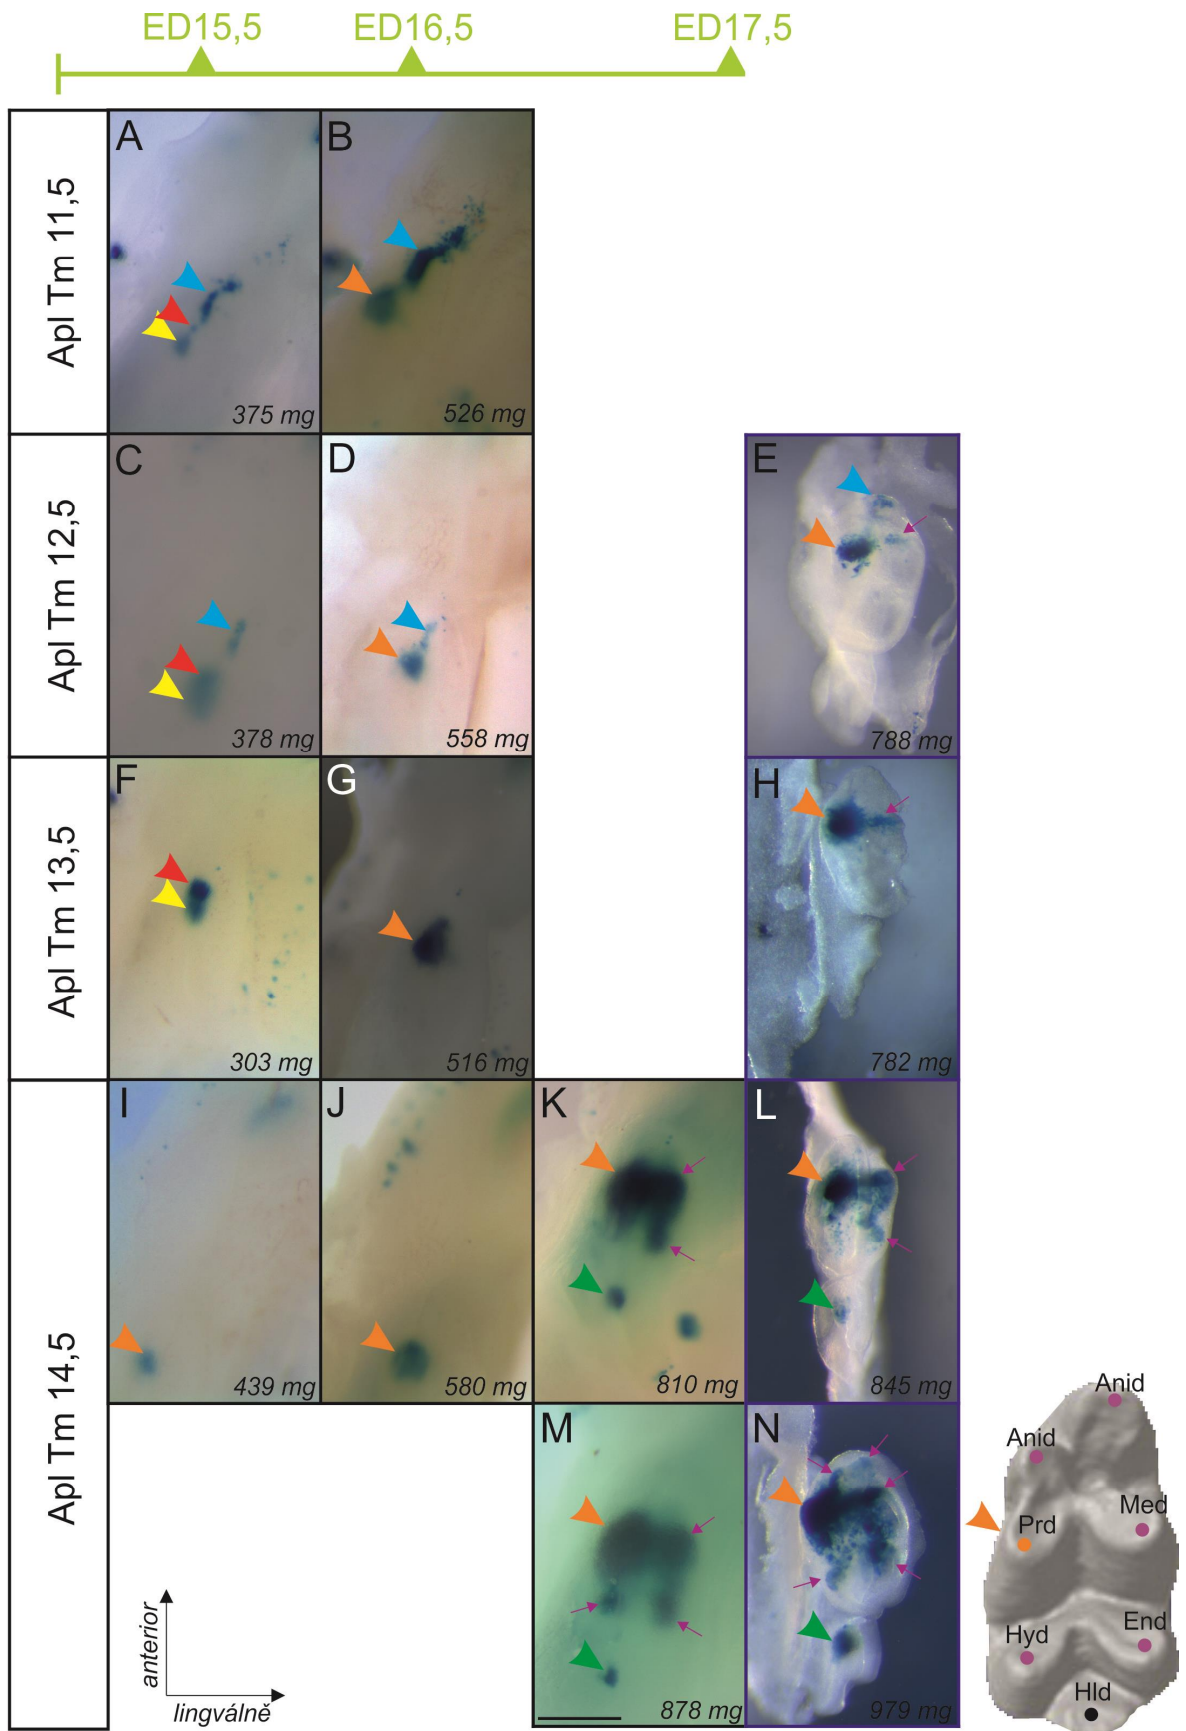 ED15,5 ED16,5 ED17,5
Apl Tm 11,5
A
375 mg
B
526 mg
Apl Tm 12,5
C
378 mg
D
558 mg
E
788 mg
Apl Tm 13,5
F
303 mg
G
516 mg
H
782 mg
Apl Tm 14,5
I
439 mg
J
580 mg
K
810 mg
L
845 mg
M
878 mg
N
979 mg
anterior
lingválně
Anid
Anid
Med
Prd
End
Hyd
Hld